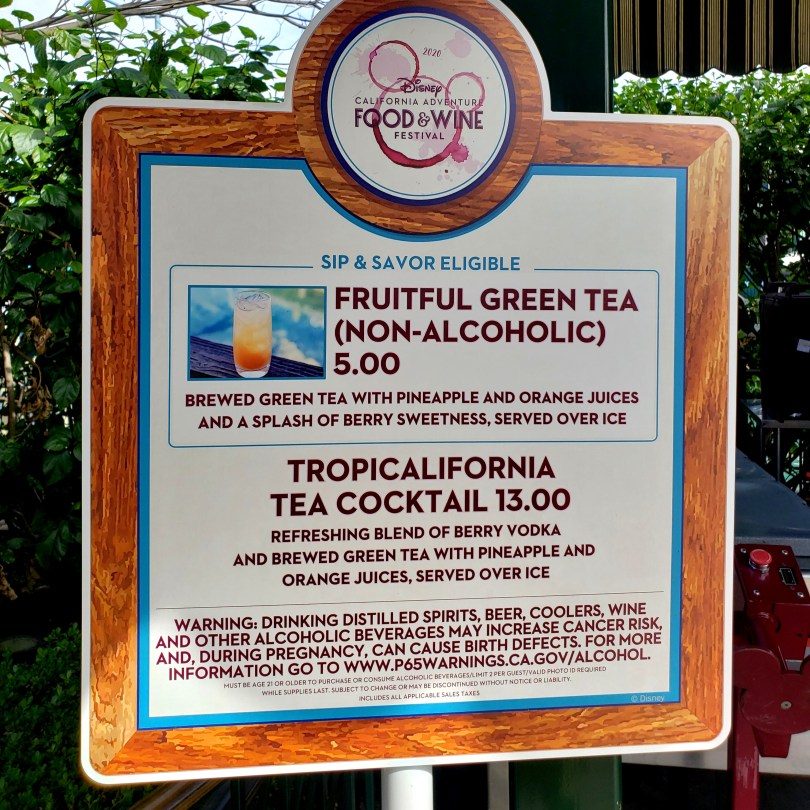 2020
Disney
CALIFORNIA ADVENTURE
FOOD & WINE
FESTIVAL
SIP & SAVOR ELIGIBLE
FRUITFUL GREEN TEA
(NON-ALCOHOLIC)
5.00
BREWED GREEN TEA WITH PINEAPPLE AND ORANGE JUICES
AND A SPLASH OF BERRY SWEETNESS, SERVED OVER ICE
TROPICALIFORNIA
TEA COCKTAIL 13.00
REFRESHING BLEND OF BERRY VODKA
AND BREWED GREEN TEA WITH PINEAPPLE AND
ORANGE JUICES, SERVED OVER ICE
WARNING: DRINKING DISTILLED SPIRITS, BEER, COOLERS, WINE
AND OTHER ALCOHOLIC BEVERAGES MAY INCREASE CANCER RISK,
AND, DURING PREGNANCY, CAN CAUSE BIRTH DEFECTS. FOR MORE
INFORMATION GO TO WWW.P65WARNINGS.CA.GOV/ALCOHOL.
MUST BE AGE 21 OR OLDER TO PURCHASE OR CONSUME ALCOHOLIC BEVERAGES/LIMIT 2 PER GUEST/VALID PHOTO ID REQUIRED
WHILE SUPPLIES LAST. SUBJECT TO CHANGE OR MAY BE DISCONTINUED WITHOUT NOTICE OR LIABILITY.
INCLUDES ALL APPLICABLE SALES TAXES
© Disney